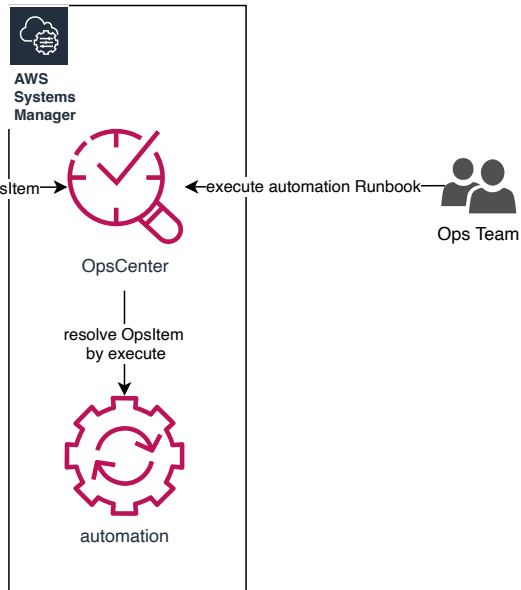 AWS
Systems
Manager
sItem
execute automation Runbook
Ops Team
OpsCenter
resolve OpsItem
by execute
automation